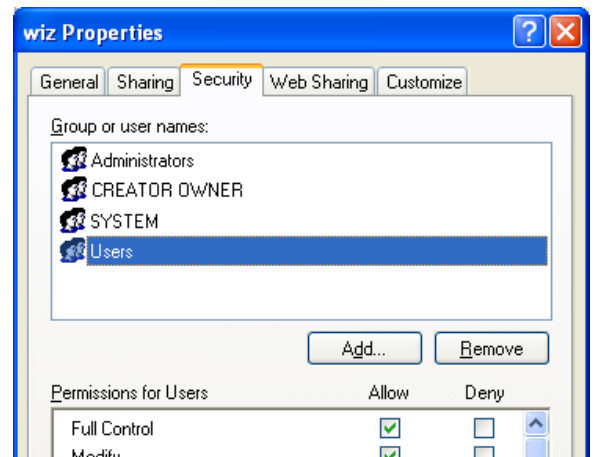 wiz Properties
General Sharing Security Web Sharing Customize
Group or user names:
Administrators
CREATOR OWNER
SYSTEM
Users
Add... Remove
Permissions for Users Allow Deny
Full Control
Modify